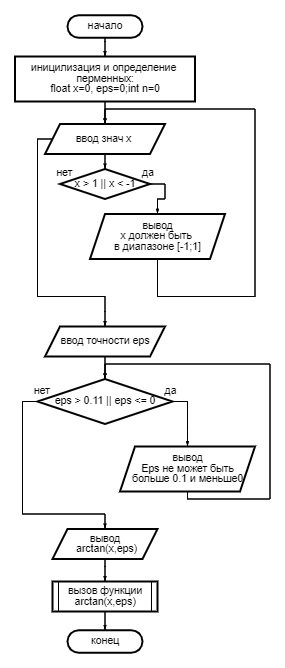 начало
иницилизация и определение
перменных:
float x=0, eps=0;int n=0
ввод знач x
нет
да
x > 1 || x < -1
вывод
x должен быть
в диапазоне [-1;1]
ввод точности eps
нет
да
eps > 0.11 || eps <= 0
вывод
Eps не может быть
больше 0.1 и меньше0
вывод
arctan(x,eps)
вызов функции
arctan(x,eps)
конец